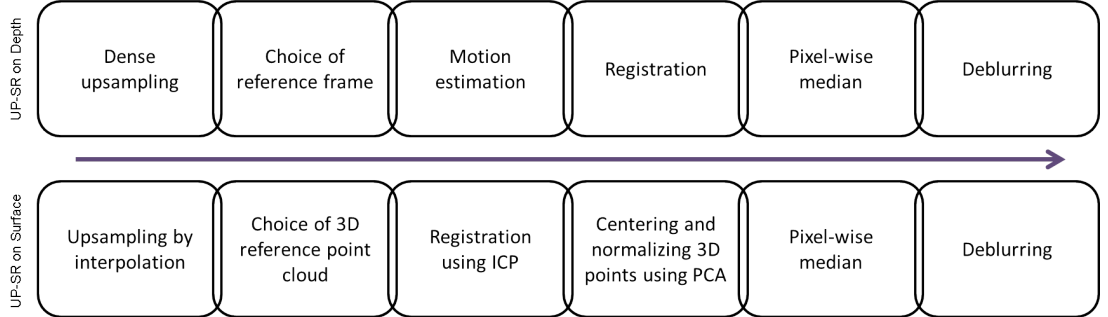 UP-SR on Depth
Dense
upsampling
Choice of
reference frame
Motion
estimation
Registration
Pixel-wise
median
Deblurring
UP-SR on Surface
Upsampling by
interpolation
Choice of 3D
reference point
cloud
Registration
using ICP
Centering and
normalizing 3D
points using PCA
Pixel-wise
median
Deblurring